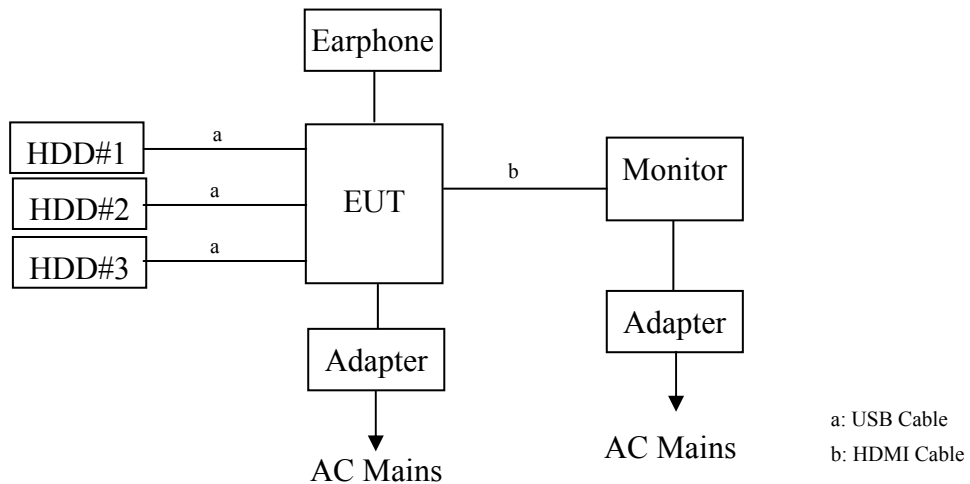 Earphone
HDD#1
a
HDD#2
a
HDD#3
a
EUT
b
Monitor
Adapter
AC Mains
Adapter
AC Mains
a: USB Cable
b: HDMI Cable